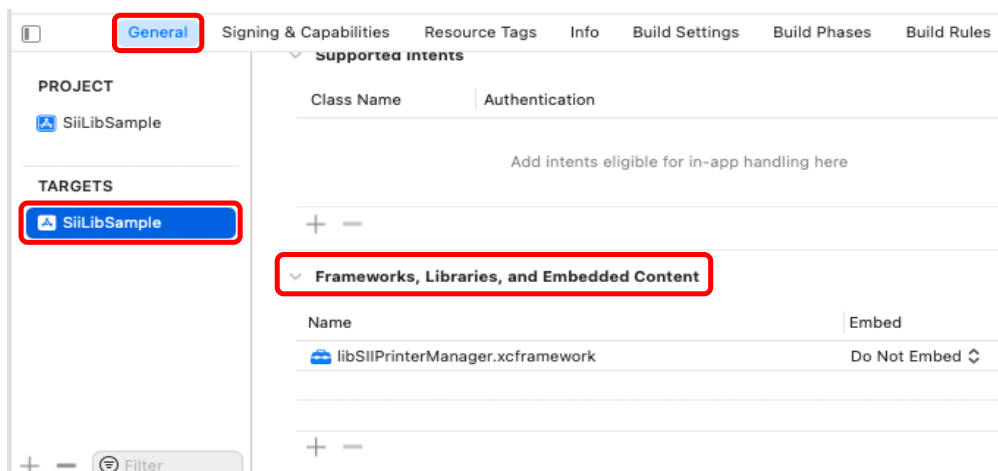 General Signing & Capabilities Resource Tags Info Build Settings Build Phases Build Rules
PROJECT
SiiLibSample
TARGETS
SiiLibSample
Filter
Supported Intents
Class Name Authentication
Add intents eligible for in-app handling here
Frameworks, Libraries, and Embedded Content
Name Embed
libSIIPrinterManager.xcframework Do Not Embed